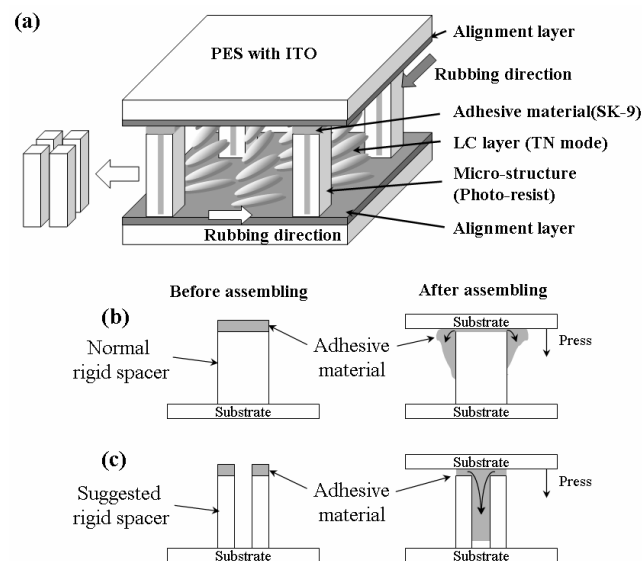 (a)
PES with ITO
Alignment layer
Rubbing direction
Adhesive material(SK-9)
LC layer (TN mode)
Micro-structure
(Photo-resist)
Alignment layer
Rubbing direction
Before assembling
After assembling
(b)
Normal
rigid spacer
Adhesive
material
Substrate
Substrate
Press
Substrate
(c)
Suggested
rigid spacer
Adhesive
material
Substrate
Substrate
Press
Substrate